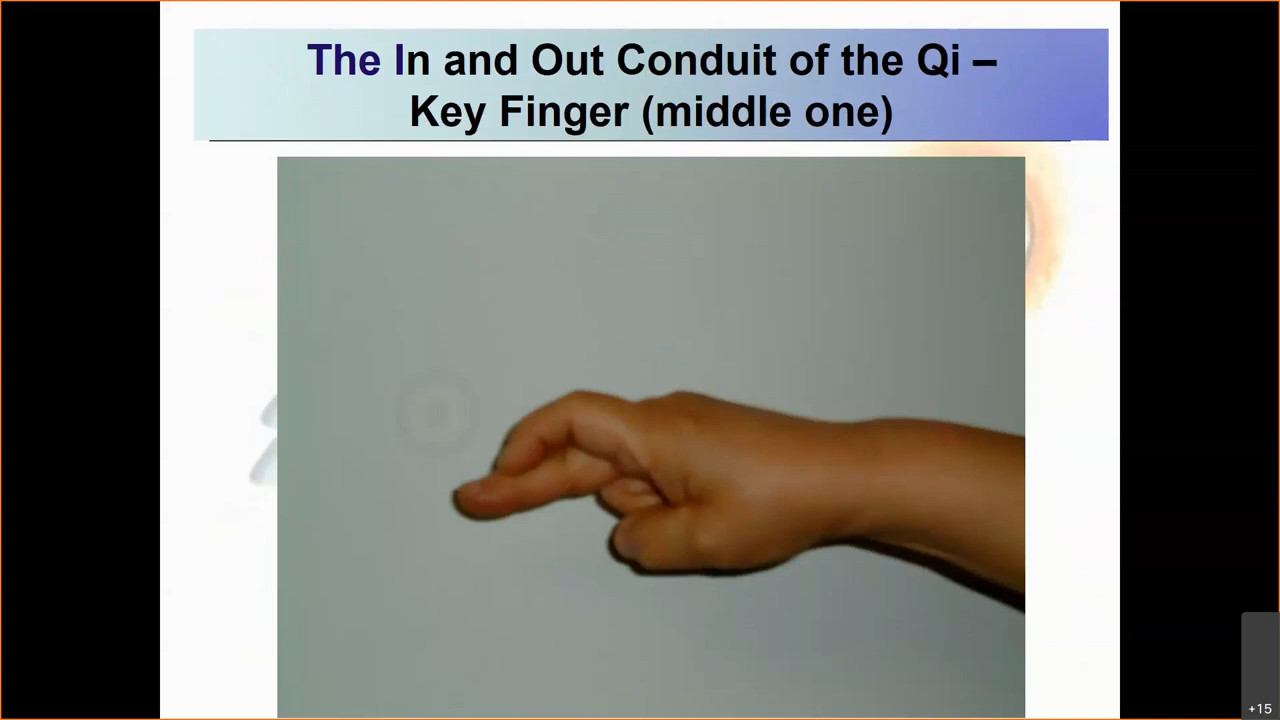 The In and Out Conduit of the Qi –
Key Finger (middle one)
+15